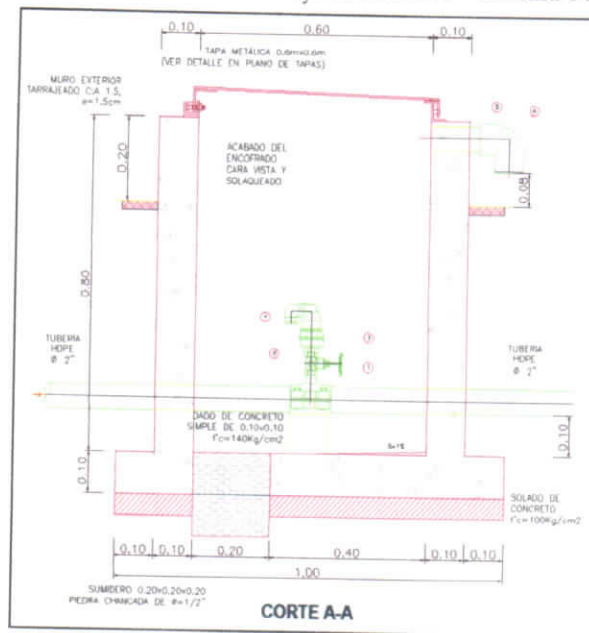 0.10
0.60
0.10
TAPA METÁLICA 0.6mx0.6m
(VER DETALLE EN PLANO DE TAPAS)
MURO EXTERIOR
TARRAJEADO C:A 1.5,
e=1.5cm
ACABADO DEL
ENCOFRADO
CARA VISTA Y
SOLAQUEADO
0.20
0.08
0.80
TUBERIA
HDPE
Ø 2"
TUBERIA
HDPE
Ø 2"
DADO DE CONCRETO
SIMPLE DE 0.10x0.10
f'c=140Kg/cm2
S=1%
0.10
0.10
SOLADO DE
CONCRETO
f'c=100Kg/cm2
0.10
0.10
0.20
0.40
0.10
0.10
1.00
SUMIDERO 0.20x0.20x0.20
PIEDRA CHANCADA DE Ø=1/2"
CORTE A-A